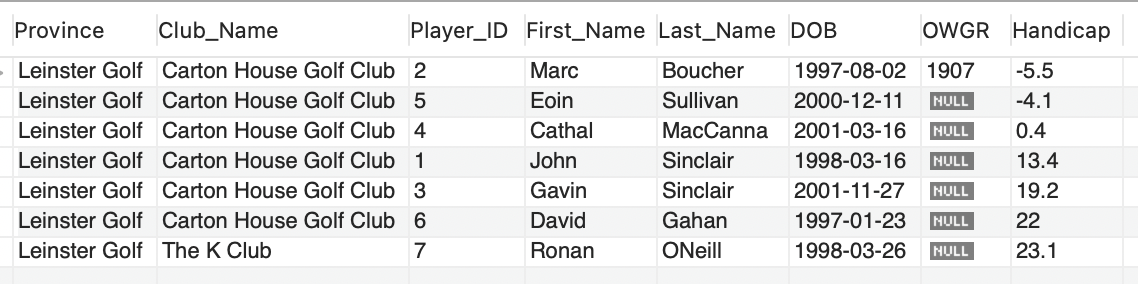 Province Club_Name Player_ID First_Name Last_Name DOB OWGR Handicap
Leinster Golf Carton House Golf Club 2 Marc Boucher 1997-08-02 1907 -5.5
Leinster Golf Carton House Golf Club 5 Eoin Sullivan 2000-12-11 NULL -4.1
Leinster Golf Carton House Golf Club 4 Cathal MacCanna 2001-03-16 NULL 0.4
Leinster Golf Carton House Golf Club 1 John Sinclair 1998-03-16 NULL 13.4
Leinster Golf Carton House Golf Club 3 Gavin Sinclair 2001-11-27 NULL 19.2
Leinster Golf Carton House Golf Club 6 David Gahan 1997-01-23 NULL 22
Leinster Golf The K Club 7 Ronan ONeill 1998-03-26 NULL 23.1